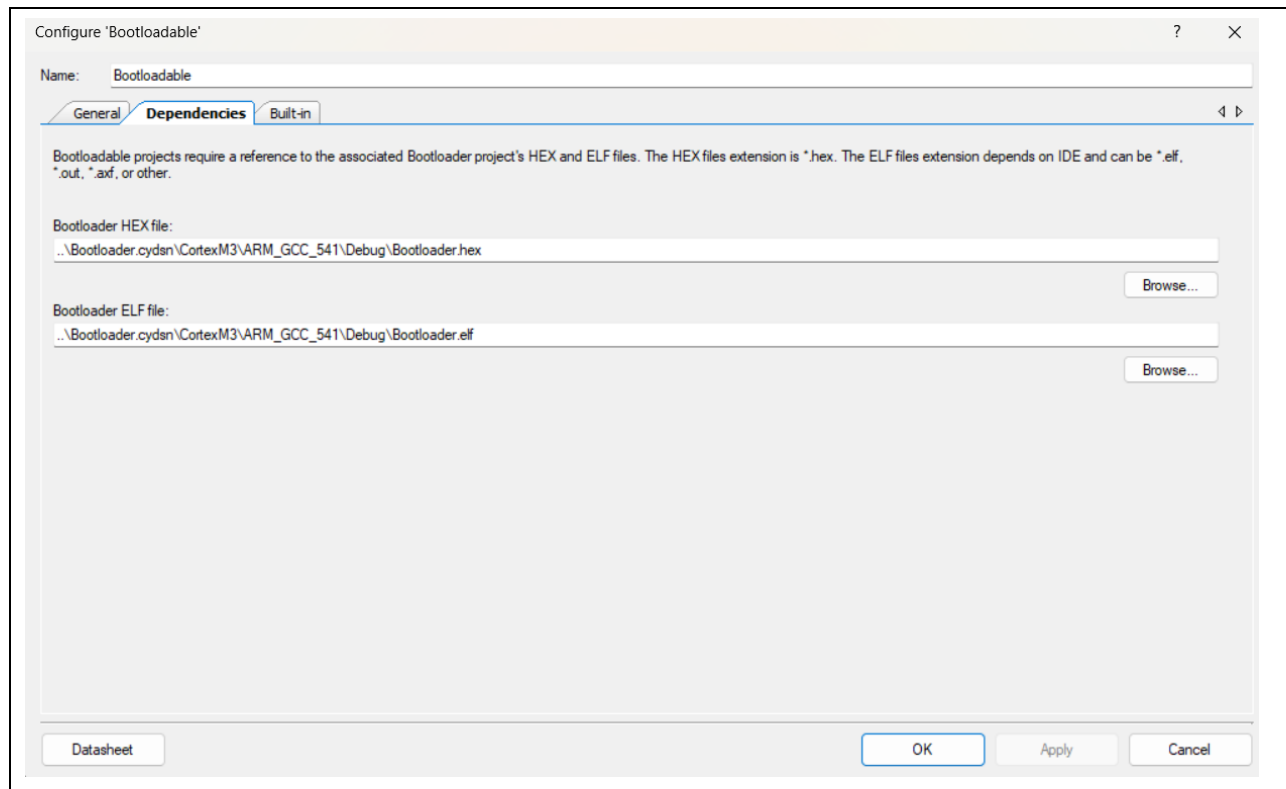 Configure 'Bootloadable'
?
Name: Bootloadable
General Dependencies Built-in
Bootloadable projects require a reference to the associated Bootloader project's HEX and ELF files. The HEX files extension is *.hex. The ELF files extension depends on IDE and can be *.elf,
*.out, *.axf, or other.
Bootloader HEX file:
..\Bootloader.cydsn\CortexM3\ARM_GCC_541\Debug\Bootloader.hex
Browse...
Bootloader ELF file:
..\Bootloader.cydsn\CortexM3\ARM_GCC_541\Debug\Bootloader.elf
Browse...
Datasheet OK Apply Cancel